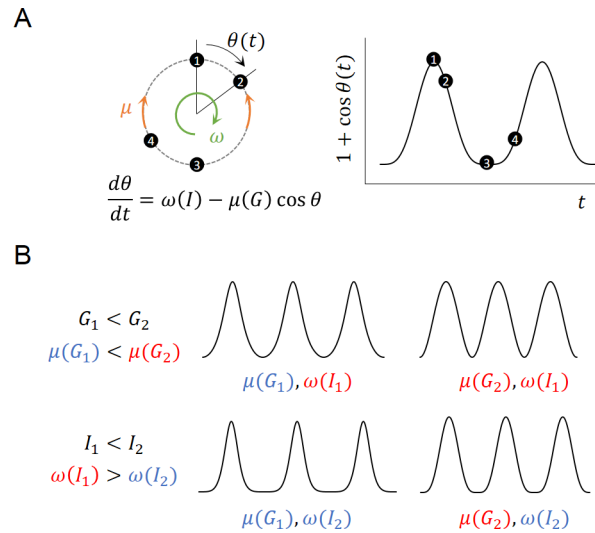 A
1
θ(t)
2
μ
ω
4
3
dθ/dt = ω(I) − μ(G) cos θ
1 + cos θ(t)
1
2
3
4
t
B
G₁ < G₂
μ(G₁) < μ(G₂)
μ(G₁), ω(I₁)
μ(G₂), ω(I₁)
I₁ < I₂
ω(I₁) > ω(I₂)
μ(G₁), ω(I₂)
μ(G₂), ω(I₂)